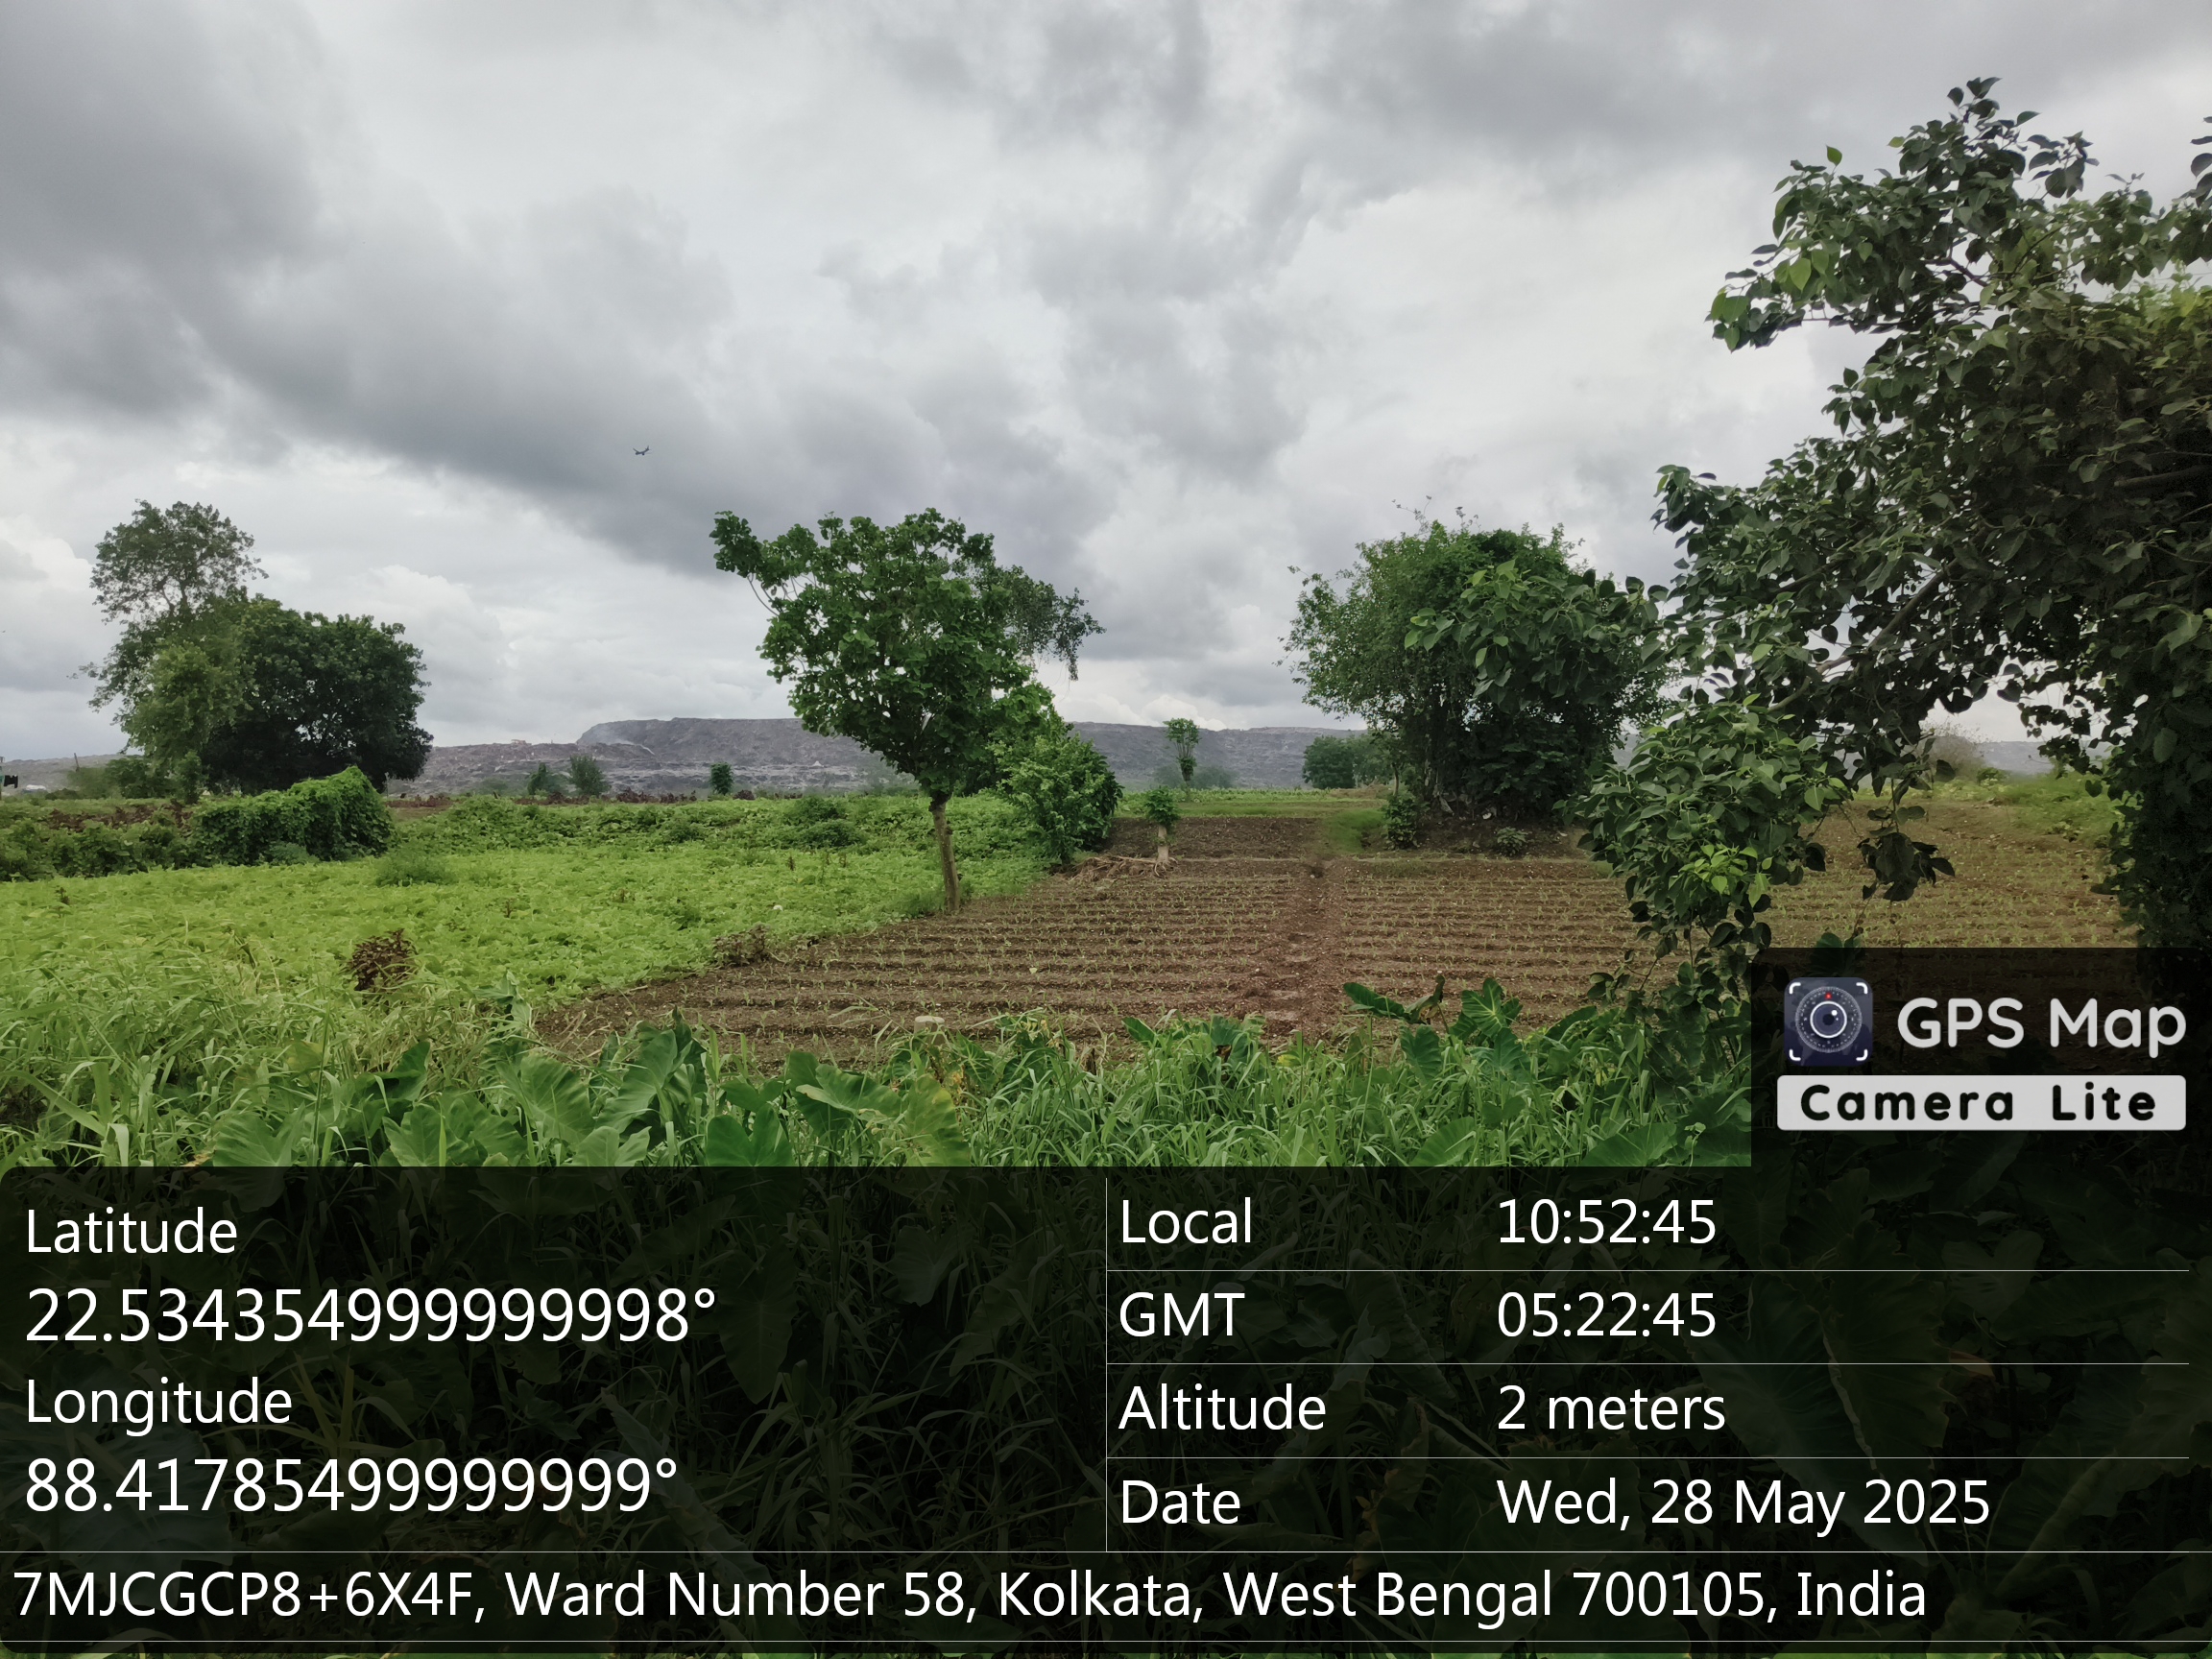 GPS Map
Camera Lite
Latitude
22.534354999999998°
Longitude
88.41785499999999°
Local 10:52:45
GMT 05:22:45
Altitude 2 meters
Date Wed, 28 May 2025
7MJCGCP8+6X4F, Ward Number 58, Kolkata, West Bengal 700105, India